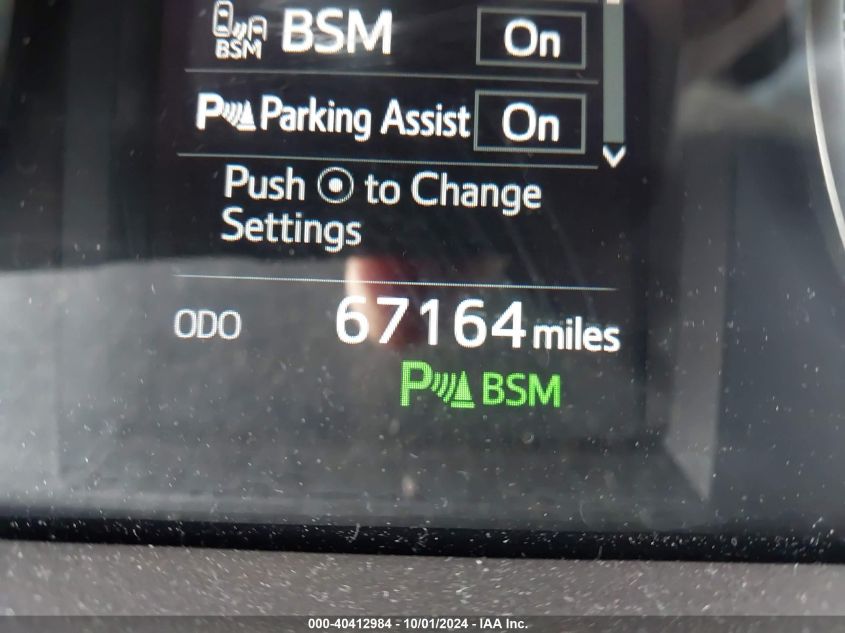 BSM BSM On
P Parking Assist On
Push to Change
Settings
ODO 67164 miles
P BSM
000-40412984 - 10/01/2024 - IAA Inc.